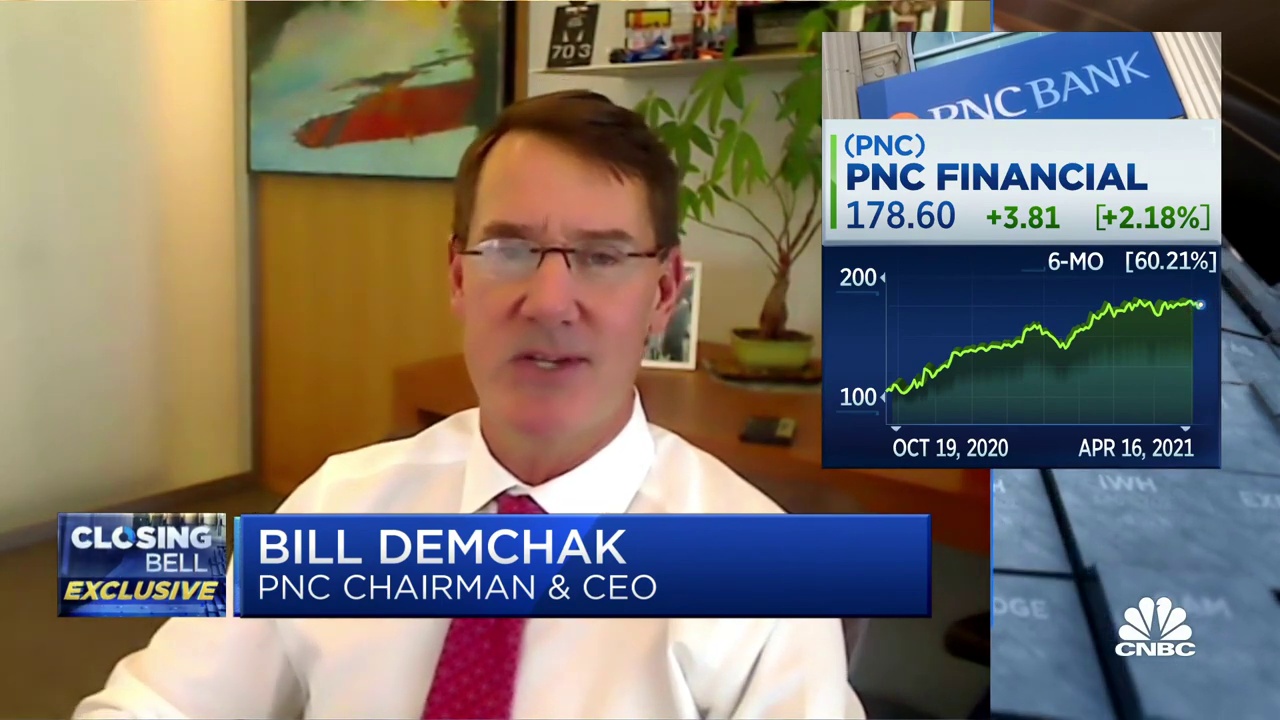 703
PNC BANK
(PNC)
PNC FINANCIAL
178.60 +3.81 [+2.18%]
6-MO [60.21%]
200
100
OCT 19, 2020 APR 16, 2021
CLOSING
BELL
EXCLUSIVE
BILL DEMCHAK
PNC CHAIRMAN & CEO
IWM
CNBC